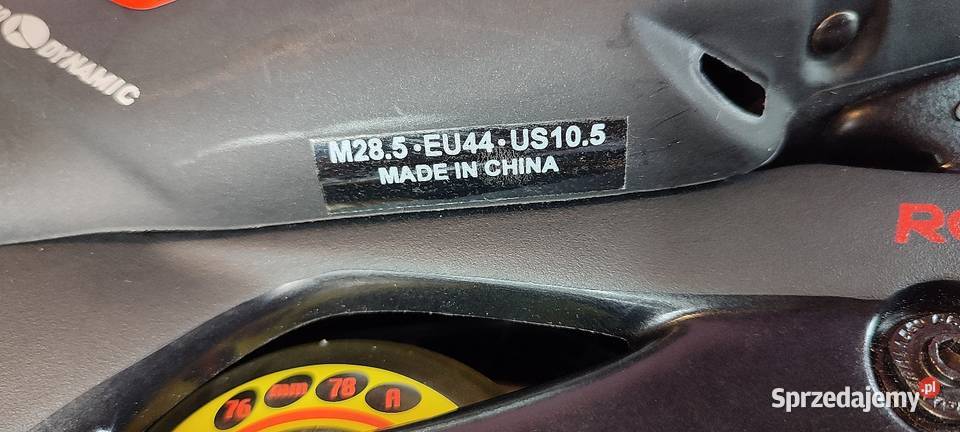 DYNAMIC
M28.5·EU44·US10.5
MADE IN CHINA
76 mm 78 A
Sprzedajemy.pl